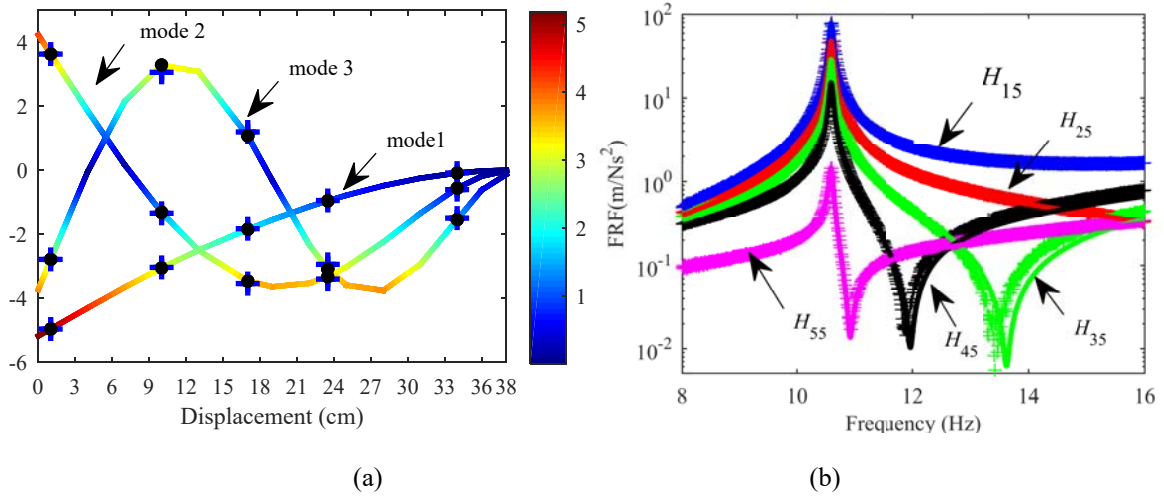 4
2
0
-2
-4
-6
0
3
6
9
12
15
18
21
24
27
30
33
36 38
Displacement (cm)
mode 2
mode 3
mode1
5
4
3
2
1
(a)
FRF(m/Ns²)
10²
10¹
10⁰
10⁻¹
10⁻²
8
10
12
14
16
Frequency (Hz)
H₁₅
H₂₅
H₅₅
H₄₅
H₃₅
(b)